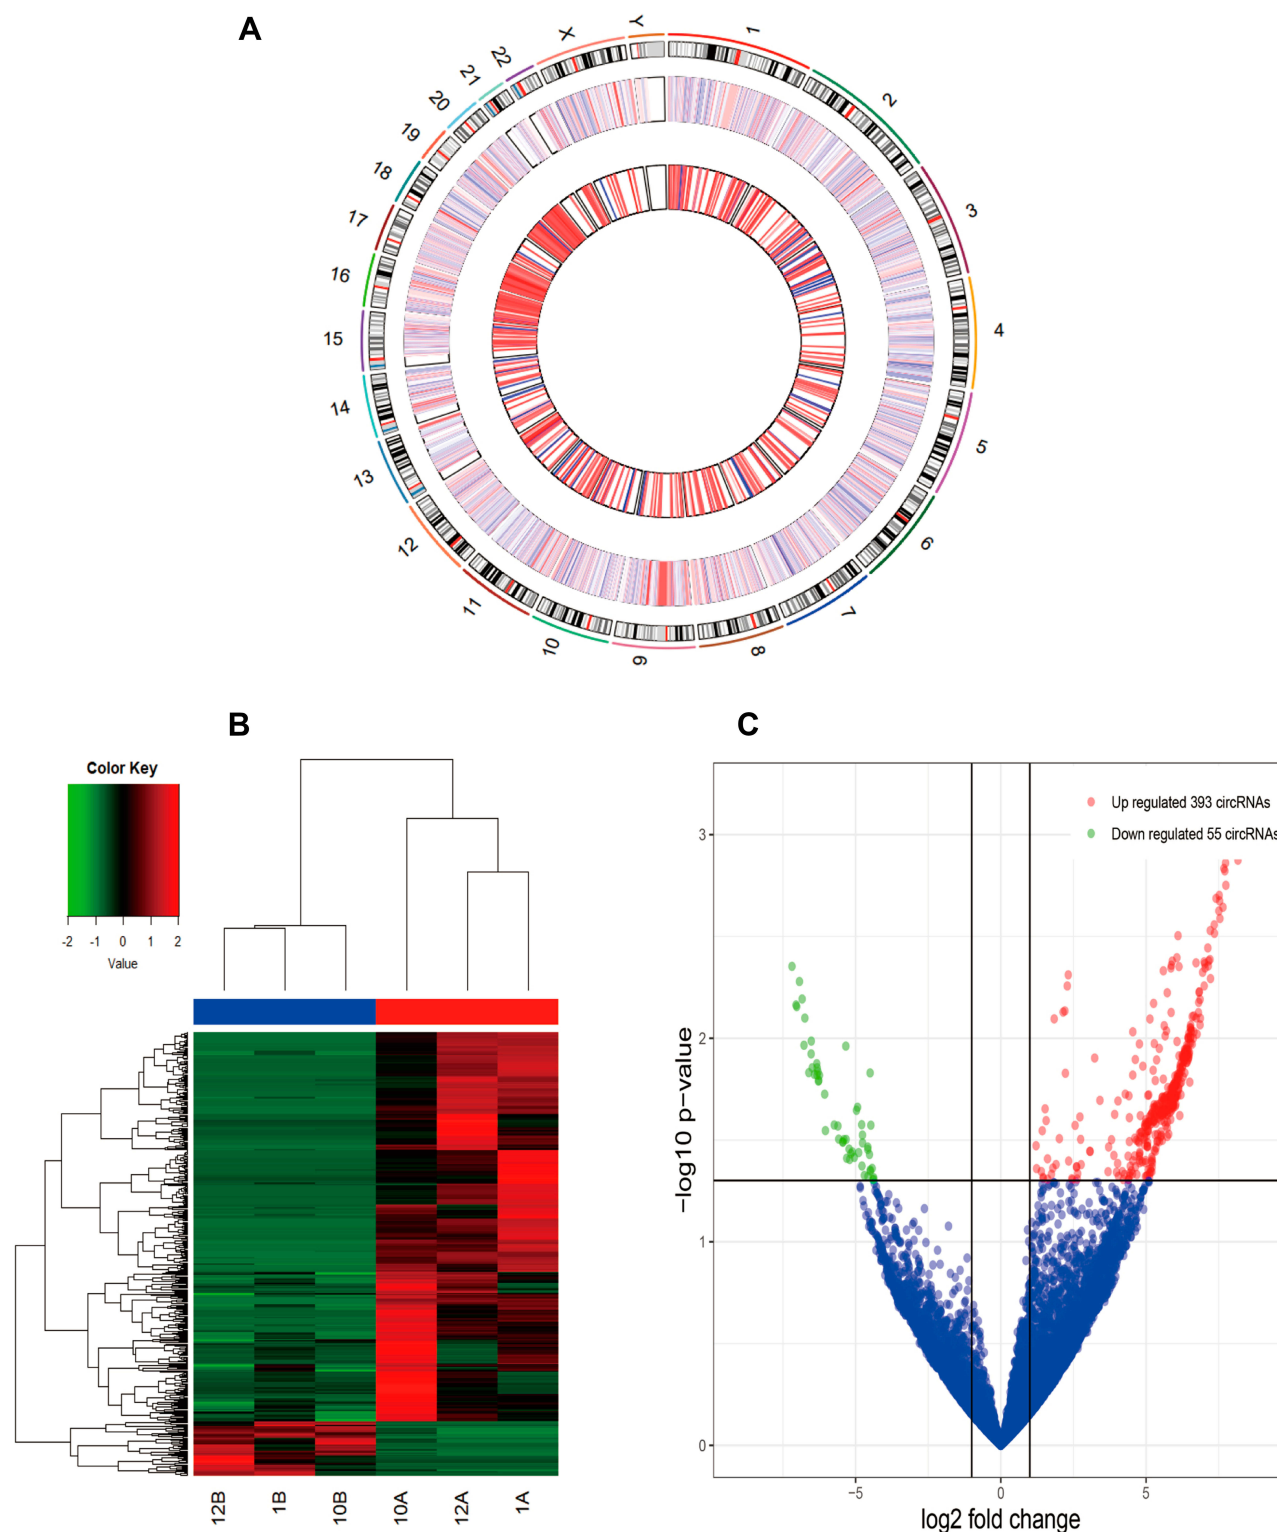 A
1
2
3
4
5
6
7
8
9
10
11
12
13
14
15
16
17
18
19
20
21
22
X
Y
B
Color Key
-2 -1 0 1 2
Value
12B 1B 10B 10A 12A 1A
C
Up regulated 393 circRNAs
Down regulated 55 circRNAs
3
2
1
0
−log10 p−value
−5 0 5
log2 fold change